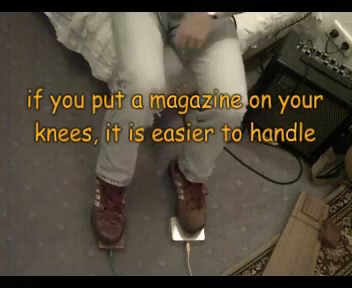 if you put a magazine on your
knees, it is easier to handle